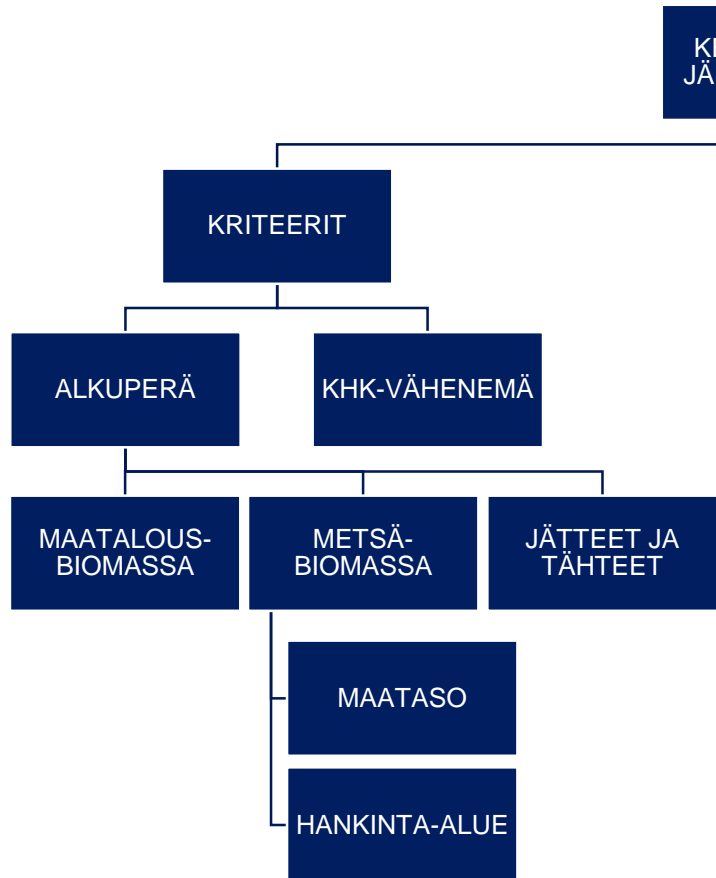 KRITEERIT
ALKUPERÄ
KHK-VÄHENEMÄ
MAATALOUS-
BIOMASSA
METSÄ-
BIOMASSA
JÄTTEET JA
TÄHTEET
MAATASO
HANKINTA-ALUE